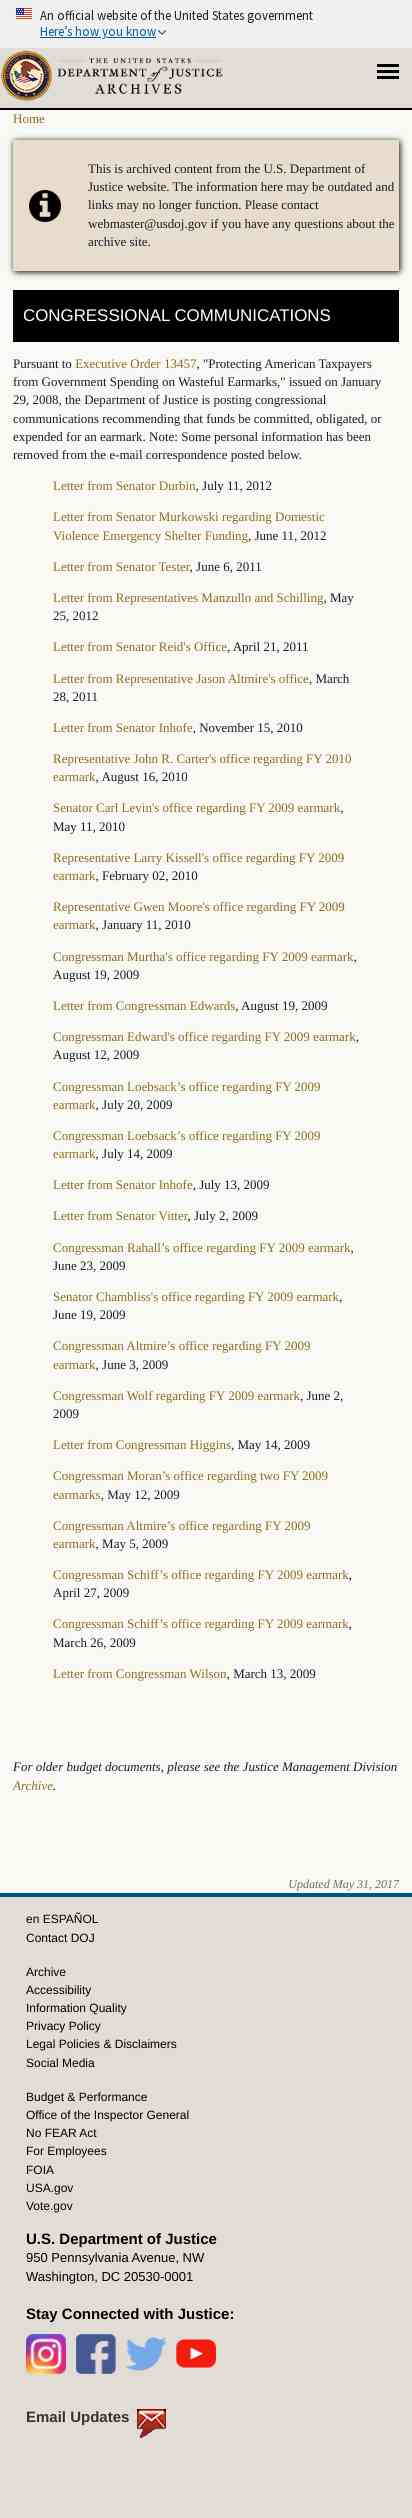 An official website of the United States government
Here's how you know
THE UNITED STATES
DEPARTMENT of JUSTICE
ARCHIVES
Home
This is archived content from the U.S. Department of
Justice website. The information here may be outdated and
links may no longer function. Please contact
webmaster@usdoj.gov if you have any questions about the
archive site.
CONGRESSIONAL COMMUNICATIONS
Pursuant to Executive Order 13457, "Protecting American Taxpayers
from Government Spending on Wasteful Earmarks," issued on January
29, 2008, the Department of Justice is posting congressional
communications recommending that funds be committed, obligated, or
expended for an earmark. Note: Some personal information has been
removed from the e-mail correspondence posted below.
Letter from Senator Durbin, July 11, 2012
Letter from Senator Murkowski regarding Domestic
Violence Emergency Shelter Funding, June 11, 2012
Letter from Senator Tester, June 6, 2011
Letter from Representatives Manzullo and Schilling, May
25, 2012
Letter from Senator Reid's Office, April 21, 2011
Letter from Representative Jason Altmire's office, March
28, 2011
Letter from Senator Inhofe, November 15, 2010
Representative John R. Carter's office regarding FY 2010
earmark, August 16, 2010
Senator Carl Levin's office regarding FY 2009 earmark,
May 11, 2010
Representative Larry Kissell's office regarding FY 2009
earmark, February 02, 2010
Representative Gwen Moore's office regarding FY 2009
earmark, January 11, 2010
Congressman Murtha's office regarding FY 2009 earmark,
August 19, 2009
Letter from Congressman Edwards, August 19, 2009
Congressman Edward's office regarding FY 2009 earmark,
August 12, 2009
Congressman Loebsack’s office regarding FY 2009
earmark, July 20, 2009
Congressman Loebsack’s office regarding FY 2009
earmark, July 14, 2009
Letter from Senator Inhofe, July 13, 2009
Letter from Senator Vitter, July 2, 2009
Congressman Rahall’s office regarding FY 2009 earmark,
June 23, 2009
Senator Chambliss's office regarding FY 2009 earmark,
June 19, 2009
Congressman Altmire’s office regarding FY 2009
earmark, June 3, 2009
Congressman Wolf regarding FY 2009 earmark, June 2,
2009
Letter from Congressman Higgins, May 14, 2009
Congressman Moran’s office regarding two FY 2009
earmarks, May 12, 2009
Congressman Altmire’s office regarding FY 2009
earmark, May 5, 2009
Congressman Schiff’s office regarding FY 2009 earmark,
April 27, 2009
Congressman Schiff’s office regarding FY 2009 earmark,
March 26, 2009
Letter from Congressman Wilson, March 13, 2009
For older budget documents, please see the Justice Management Division
Archive.
Updated May 31, 2017
en ESPAÑOL
Contact DOJ
Archive
Accessibility
Information Quality
Privacy Policy
Legal Policies & Disclaimers
Social Media
Budget & Performance
Office of the Inspector General
No FEAR Act
For Employees
FOIA
USA.gov
Vote.gov
U.S. Department of Justice
950 Pennsylvania Avenue, NW
Washington, DC 20530-0001
Stay Connected with Justice:
Email Updates